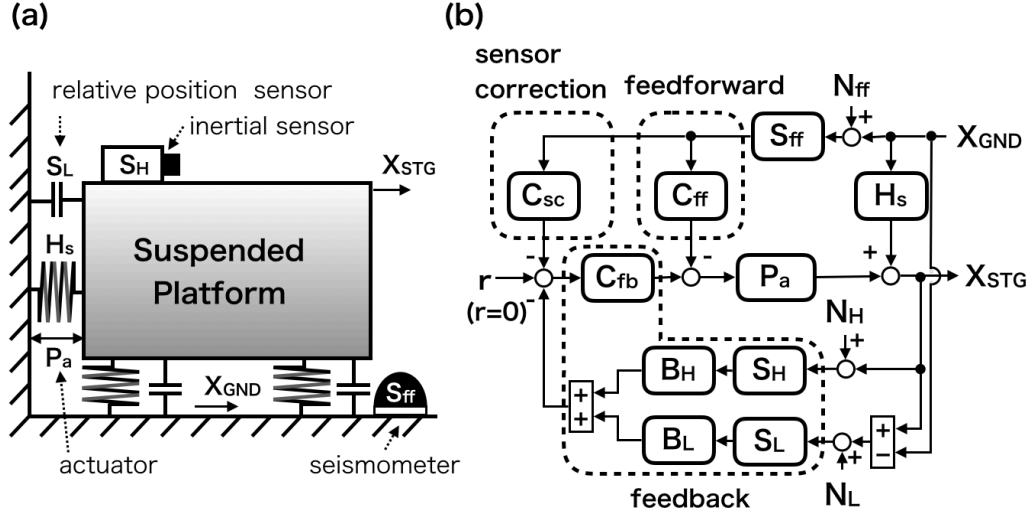 (a)
relative position sensor
inertial sensor
SL
SH
XSTG
Hs
Suspended
Platform
Pa
XGND
Sff
actuator
seismometer
(b)
sensor
correction
feedforward
Nff
+
+
Sff
XGND
Csc
Cff
Hs
-
-
+
r
(r=0)
-
Cfb
Pa
XSTG
NH
+
BH
SH
+
+
BL
SL
+
-
+
NL
feedback